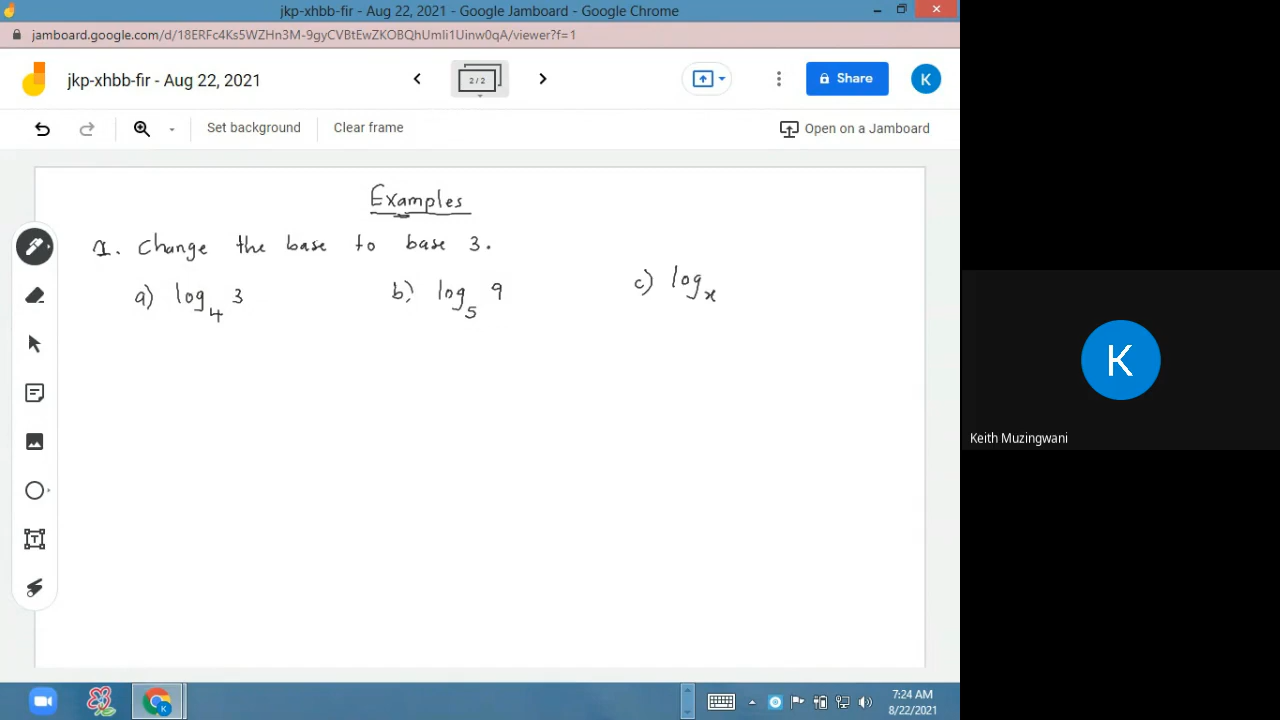 jkp-xhbb-fir - Aug 22, 2021 - Google Jamboard - Google Chrome
jamboard.google.com/d/18ERFc4Ks5WZHn3M-9gyCVBtEwZKOBQhUmli1Uinw0qA/viewer?f=1
jkp-xhbb-fir - Aug 22, 2021
2 / 2
Share
K
Set background
Clear frame
Open on a Jamboard
Examples
1. Change the base to base 3.
a) log₄ 3 b) log₅ 9 c) logₓ
K
Keith Muzingwani
7:24 AM
8/22/2021